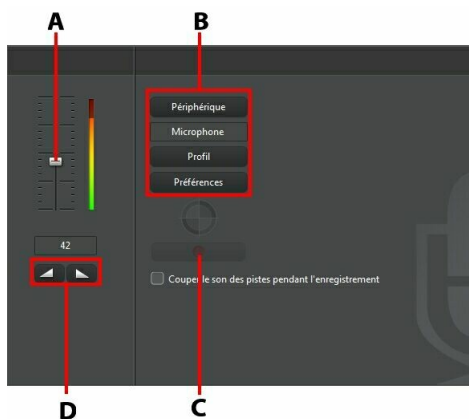 A B
Périphérique
Microphone
Profil
Préférences
42
Couper le son des pistes pendant l'enregistrement
D C